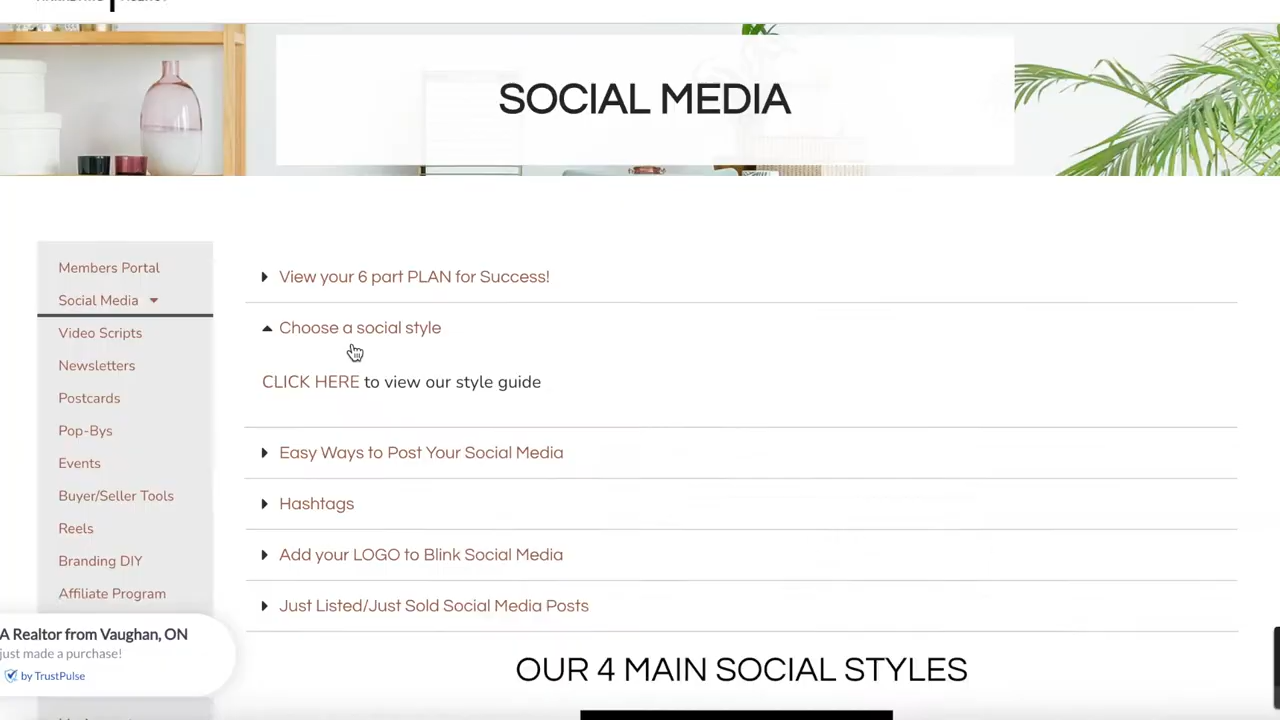 SOCIAL MEDIA
Members Portal
Social Media
Video Scripts
Newsletters
Postcards
Pop-Bys
Events
Buyer/Seller Tools
Reels
Branding DIY
Affiliate Program
View your 6 part PLAN for Success!
Choose a social style
CLICK HERE to view our style guide
Easy Ways to Post Your Social Media
Hashtags
Add your LOGO to Blink Social Media
Just Listed/Just Sold Social Media Posts
OUR 4 MAIN SOCIAL STYLES
A Realtor from Vaughan, ON
just made a purchase!
by TrustPulse